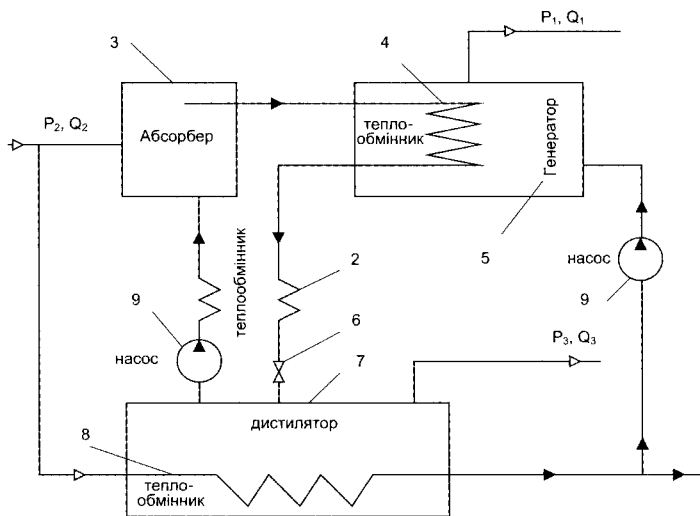 P₁, Q₁
3
4
P₂, Q₂
Абсорбер
тепло-
обмінник
Генератор
теплообмінник
2
5
насос
9
9
насос
6
7
P₃, Q₃
дистилятор
8
тепло-
обмінник